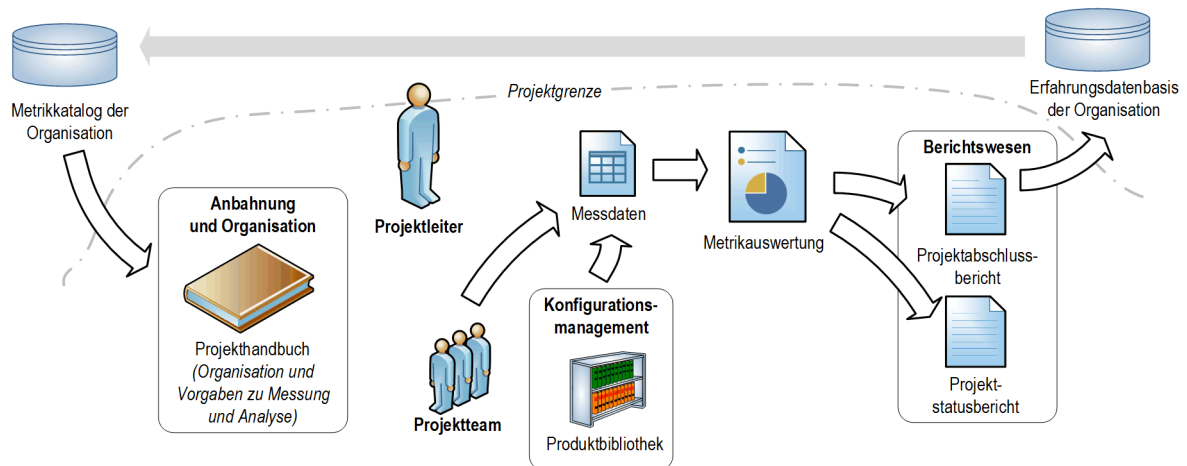 Metrikkatalog der
Organisation
Projektgrenze
Erfahrungsdatenbasis
der Organisation
Anbahnung
und Organisation
Projekthandbuch
(Organisation und
Vorgaben zu Messung
und Analyse)
Projektleiter
Projektteam
Messdaten
Konfigurations-
management
Produktbibliothek
Metrikauswertung
Berichtswesen
Projektabschluss-
bericht
Projekt-
statusbericht